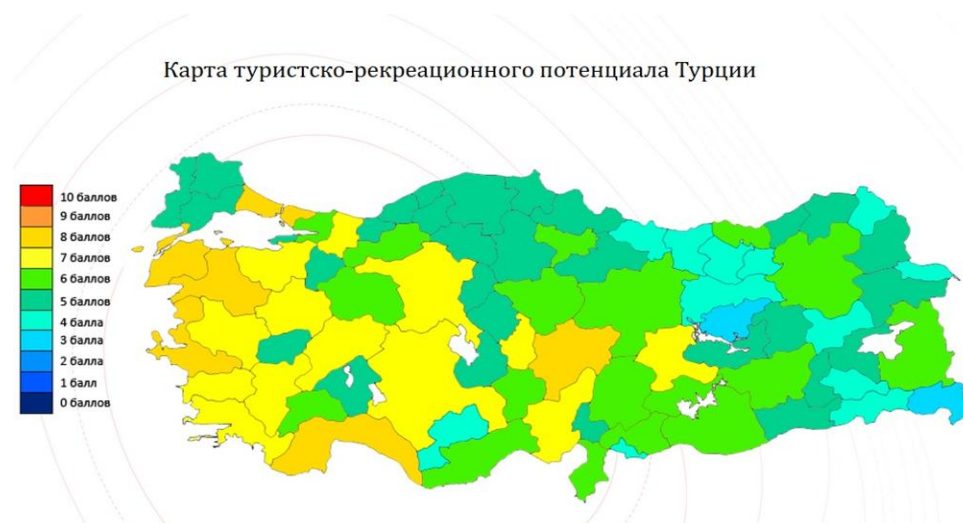 Карта туристско-рекреационного потенциала Турции
10 баллов
9 баллов
8 баллов
7 баллов
6 баллов
5 баллов
4 балла
3 балла
2 балла
1 балл
0 баллов